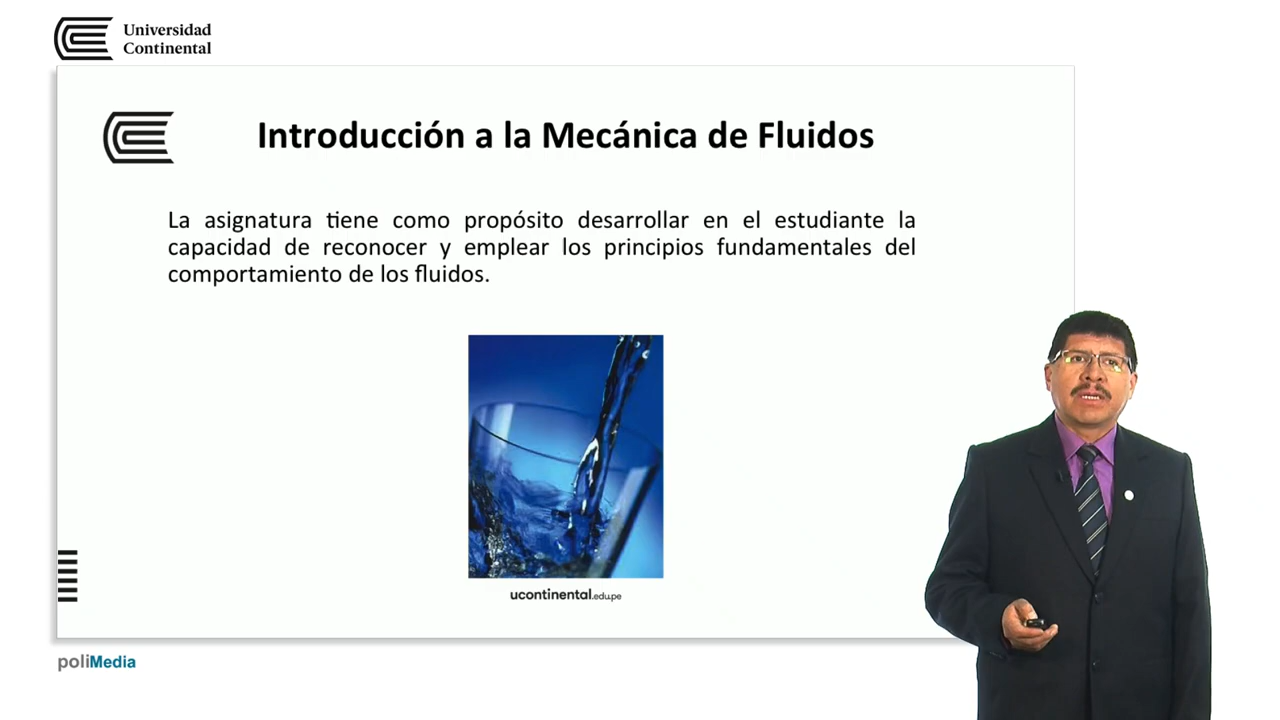 Universidad
Continental
Introducción a la Mecánica de Fluidos
La asignatura tiene como propósito desarrollar en el estudiante la
capacidad de reconocer y emplear los principios fundamentales del
comportamiento de los fluidos.
ucontinental.edu.pe
poliMedia